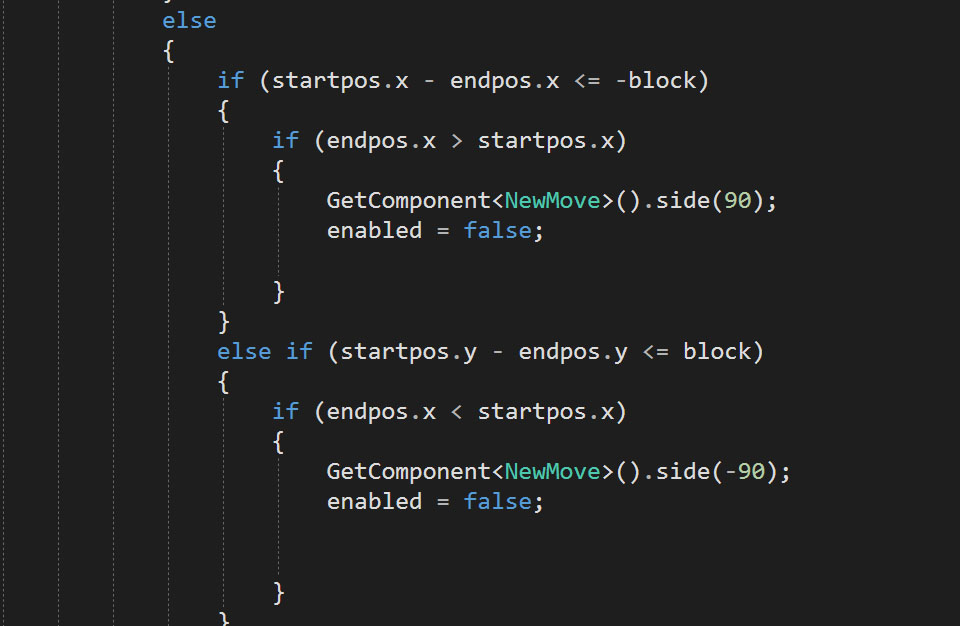 }
else
{
if (startpos.x - endpos.x <= -block)
{
if (endpos.x > startpos.x)
{
GetComponent<NewMove>().side(90);
enabled = false;
}
}
else if (startpos.y - endpos.y <= block)
{
if (endpos.x < startpos.x)
{
GetComponent<NewMove>().side(-90);
enabled = false;
}
}